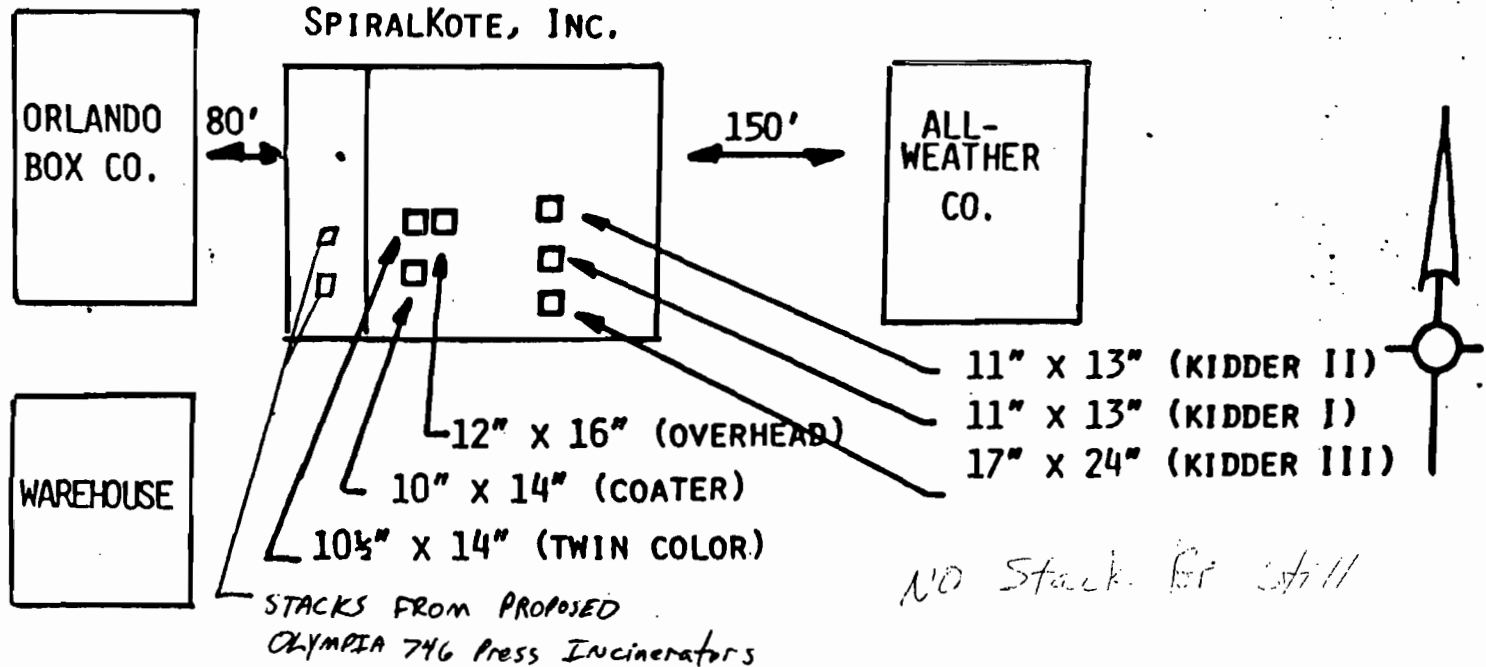 SPIRALKOTE, INC.
ORLANDO
BOX CO.
80'
150'
ALL-
WEATHER
CO.
11" X 13" (KIDDER II)
11" X 13" (KIDDER I)
17" X 24" (KIDDER III)
12" X 16" (OVERHEAD)
10" X 14" (COATER)
10½" X 14" (TWIN COLOR)
WAREHOUSE
STACKS FROM PROPOSED
OLYMPIA 746 Press Incinerators
NO Stack for still